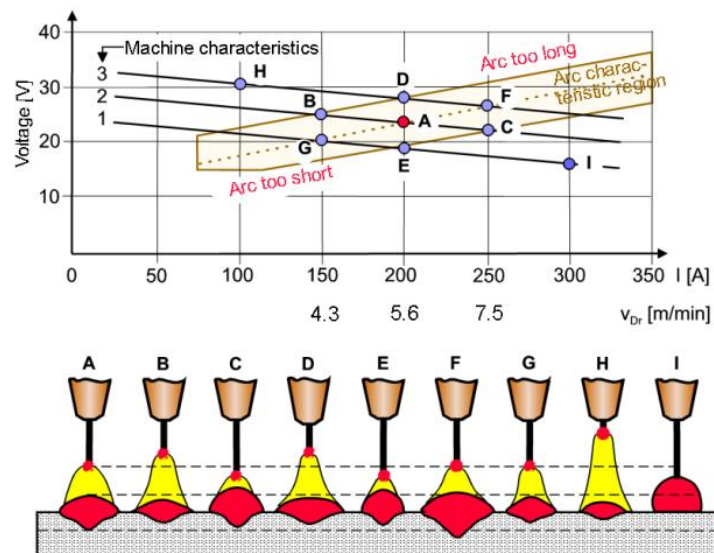 40
Machine characteristics
Arc too long
3
H
D
30
F
Arc charac-
teristic region
2
B
A
1
C
20
G
E
I
Arc too short
10
Voltage [V]
0
50
100
150
200
250
300
350
I [A]
4.3
5.6
7.5
vDr [m/min]
A B C D E F G H I